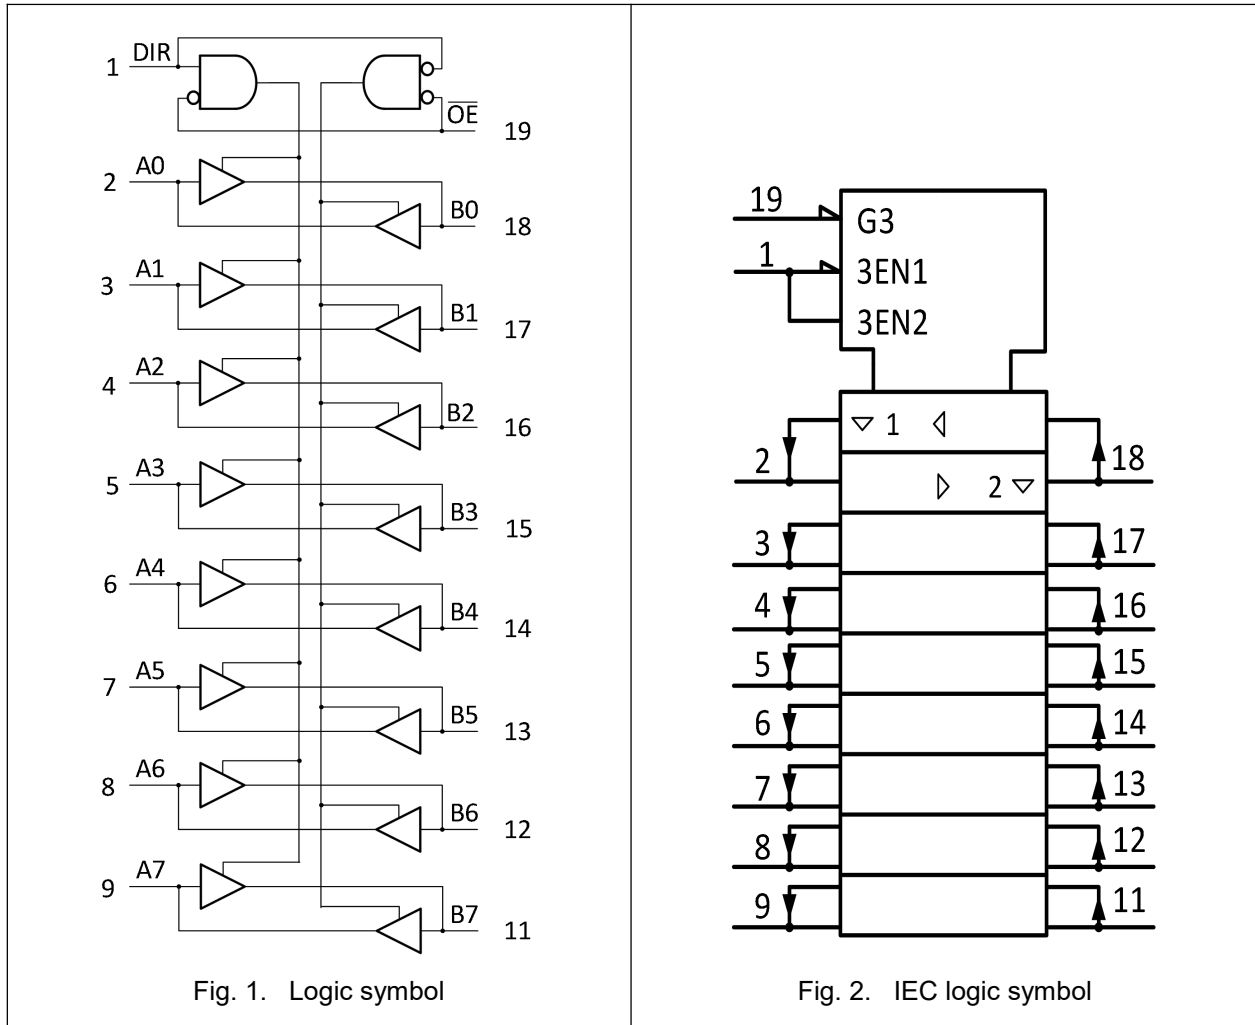 1 DIR
OE
19
2 A0
B0
18
3 A1
B1
17
4 A2
B2
16
5 A3
B3
15
6 A4
B4
14
7 A5
B5
13
8 A6
B6
12
9 A7
B7
11
Fig. 1. Logic symbol
19
G3
1
3EN1
3EN2
1
2
18
2
3
17
4
16
5
15
6
14
7
13
8
12
9
11
Fig. 2. IEC logic symbol